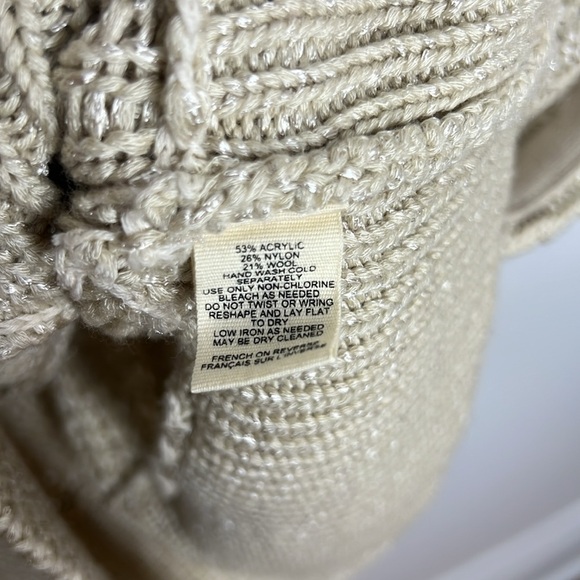 53% ACRYLIC
26% NYLON
21% WOOL
HAND WASH COLD
SEPARATELY
USE ONLY NON-CHLORINE
BLEACH AS NEEDED
DO NOT TWIST OR WRING
RESHAPE AND LAY FLAT
TO DRY
LOW IRON AS NEEDED
MAY BE DRY CLEANED
FRENCH ON REVERSE
FRANÇAIS SUR L'INVERSE